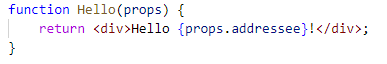 function Hello(props) {
    return <div>Hello {props.addressee}!</div>;
}